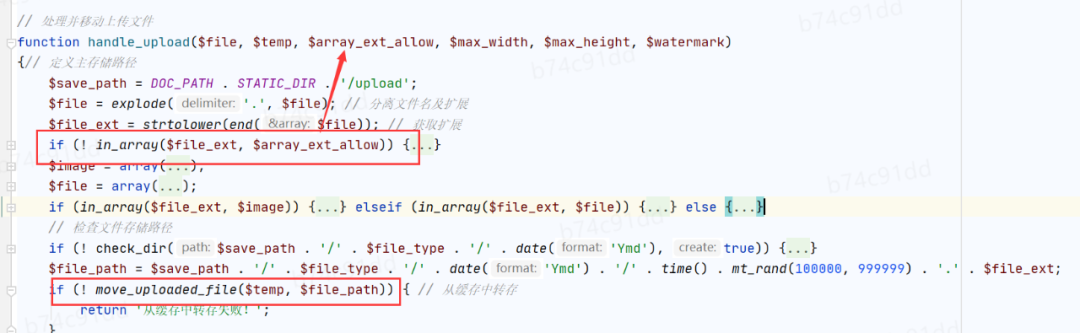 // 处理并移动上传文件
function handle_upload($file, $temp, $array_ext_allow, $max_width, $max_height, $watermark)
{// 定义主存储路径
$save_path = DOC_PATH . STATIC_DIR . '/upload';
$file = explode( delimiter: '.', $file); // 分离文件名及扩展
$file_ext = strtolower(end( &array: $file)); // 获取扩展
if (! in_array($file_ext, $array_ext_allow)) {...}
$image = array(...);
$file = array(...);
if (in_array($file_ext, $image)) {...} elseif (in_array($file_ext, $file)) {...} else {...}
// 检查文件存储路径
if (! check_dir( path: $save_path . '/' . $file_type . '/' . date( format: 'Ymd'), create: true)) {...}
$file_path = $save_path . '/' . $file_type . '/' . date( format: 'Ymd') . '/' . time() . mt_rand(100000, 999999) . '.' . $file_ext;
if (! move_uploaded_file($temp, $file_path)) { // 从缓存中转存
return '从缓存中转存失败！';
}
b74c91dd
b74c91dd
b74c91dd
b74c91dd